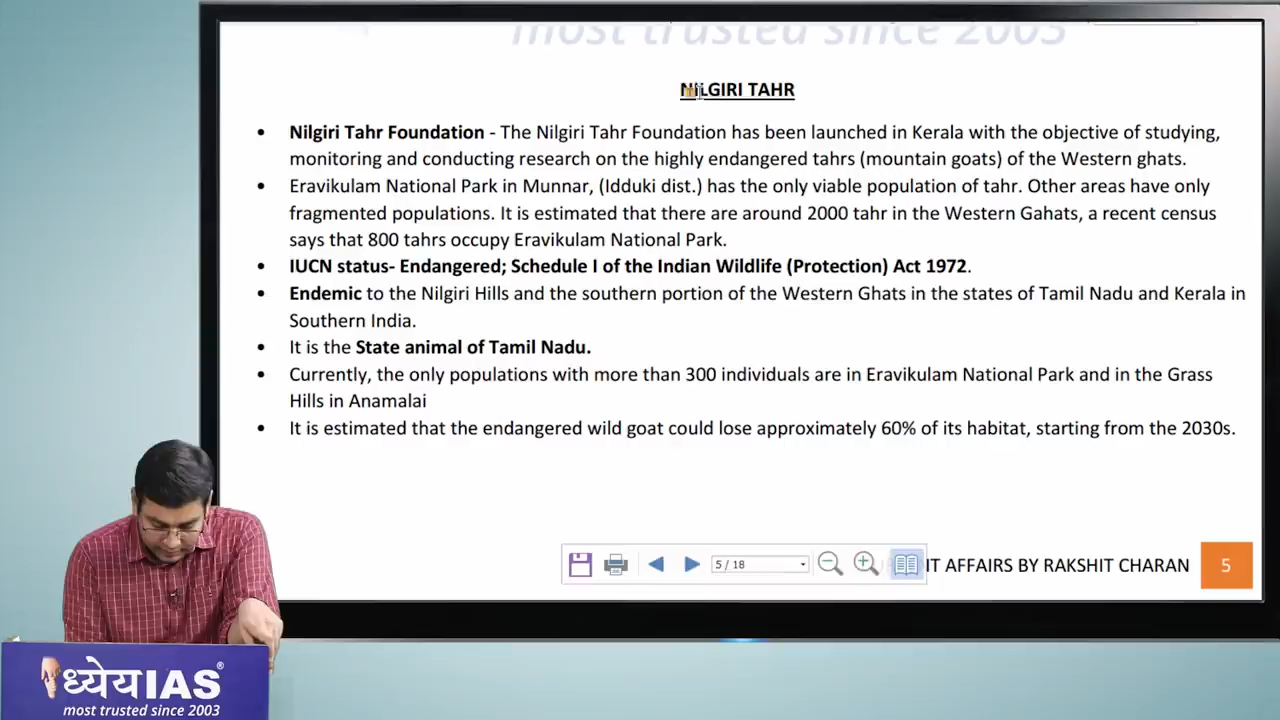 most trusted since 2003
NILGIRI TAHR
• Nilgiri Tahr Foundation - The Nilgiri Tahr Foundation has been launched in Kerala with the objective of studying,
monitoring and conducting research on the highly endangered tahrs (mountain goats) of the Western ghats.
• Eravikulam National Park in Munnar, (Idduki dist.) has the only viable population of tahr. Other areas have only
fragmented populations. It is estimated that there are around 2000 tahr in the Western Gahats, a recent census
says that 800 tahrs occupy Eravikulam National Park.
• IUCN status- Endangered; Schedule I of the Indian Wildlife (Protection) Act 1972.
• Endemic to the Nilgiri Hills and the southern portion of the Western Ghats in the states of Tamil Nadu and Kerala in
Southern India.
• It is the State animal of Tamil Nadu.
• Currently, the only populations with more than 300 individuals are in Eravikulam National Park and in the Grass
Hills in Anamalai
• It is estimated that the endangered wild goat could lose approximately 60% of its habitat, starting from the 2030s.
5 / 18
IT AFFAIRS BY RAKSHIT CHARAN
5
ध्येयIAS®
most trusted since 2003